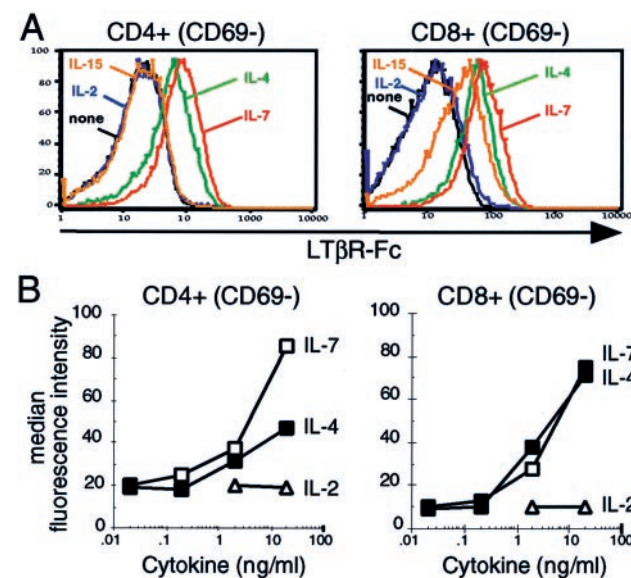 A
CD4+ (CD69-)
CD8+ (CD69-)
100
80
60
40
20
0
IL-15
IL-2
none
IL-4
IL-7
1 10 10 1000 10000
IL-15
IL-2
none
IL-4
IL-7
1 10 100 1000 10000
LTβR-Fc
B
CD4+ (CD69-)
CD8+ (CD69-)
median
fluorescence intensity
100
80
60
40
20
0
IL-7
IL-4
IL-2
.01 .1 1 10 100
Cytokine (ng/ml)
100
80
60
40
20
0
IL-7
IL-4
IL-2
.01 .1 1 10 100
Cytokine (ng/ml)